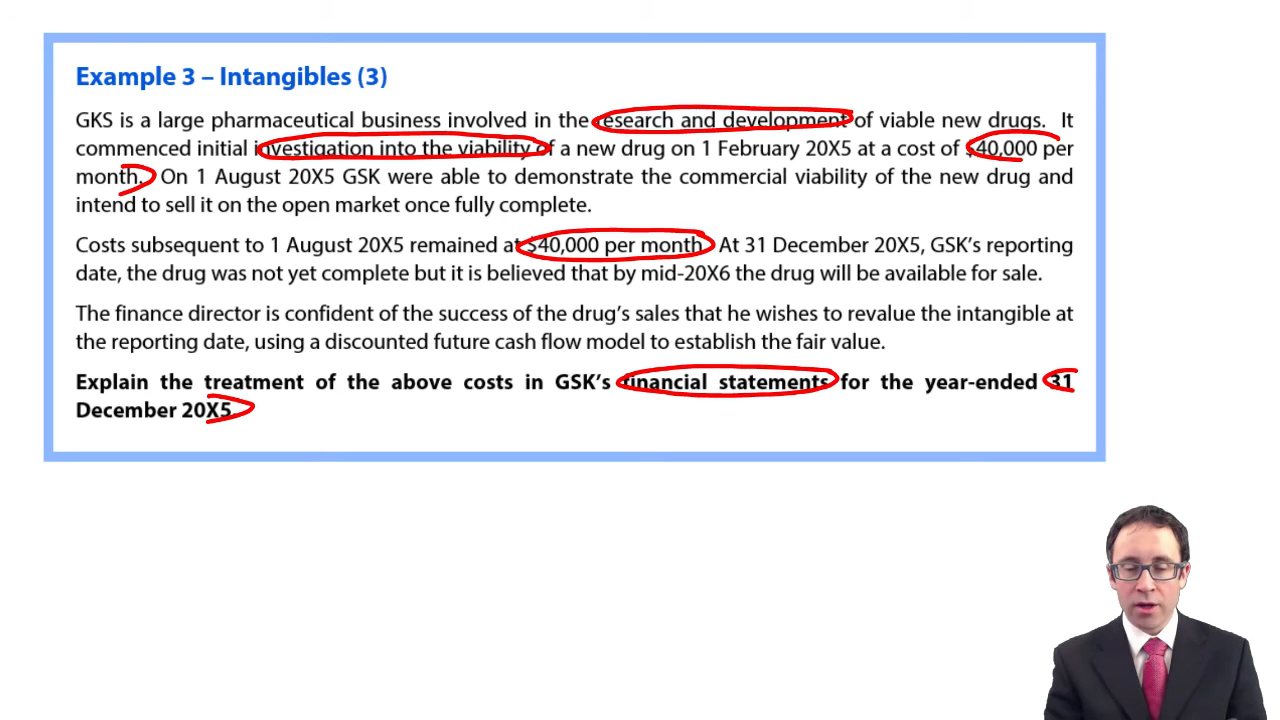 Example 3 – Intangibles (3)
GKS is a large pharmaceutical business involved in the research and development of viable new drugs. It
commenced initial investigation into the viability of a new drug on 1 February 20X5 at a cost of $40,000 per
month. On 1 August 20X5 GSK were able to demonstrate the commercial viability of the new drug and
intend to sell it on the open market once fully complete.
Costs subsequent to 1 August 20X5 remained at $40,000 per month. At 31 December 20X5, GSK's reporting
date, the drug was not yet complete but it is believed that by mid-20X6 the drug will be available for sale.
The finance director is confident of the success of the drug's sales that he wishes to revalue the intangible at
the reporting date, using a discounted future cash flow model to establish the fair value.
Explain the treatment of the above costs in GSK's financial statements for the year-ended 31
December 20X5.